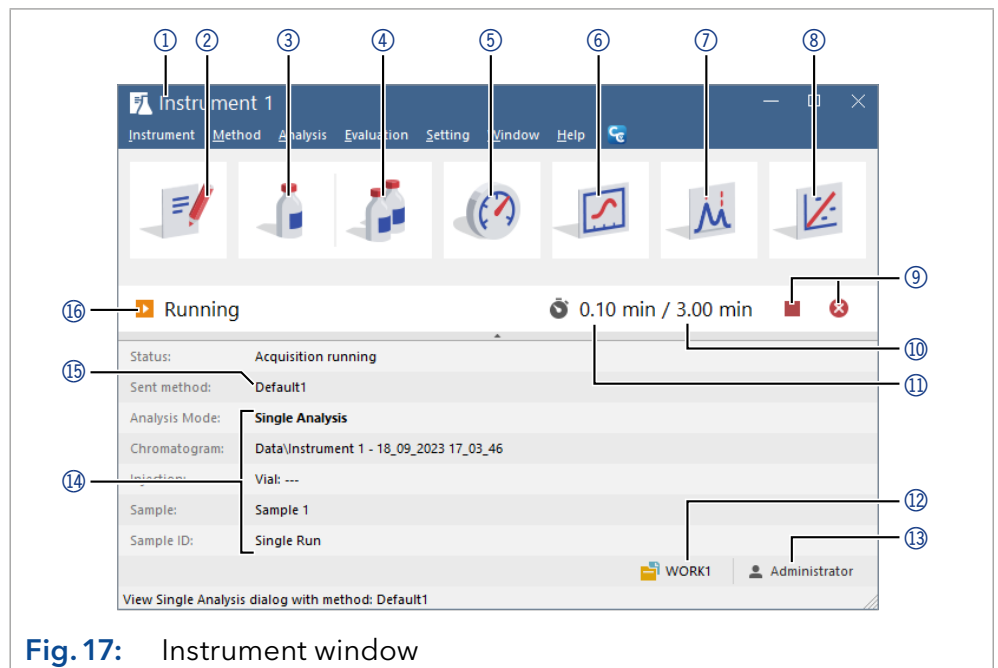 ① ② ③ ④ ⑤ ⑥ ⑦ ⑧
Instrument 1
Instrument Method Analysis Evaluation Setting Window Help
⑨
⑯ Running 0.10 min / 3.00 min
⑩
Status: Acquisition running
⑮ ⑪
Sent method: Default1
Analysis Mode: Single Analysis
Chromatogram: Data\Instrument 1 - 18_09_2023 17_03_46
⑭ Injection: Vial: ---
Sample: Sample 1 ⑫
Sample ID: Single Run ⑬
WORK1 Administrator
View Single Analysis dialog with method: Default1
Fig. 17: Instrument window